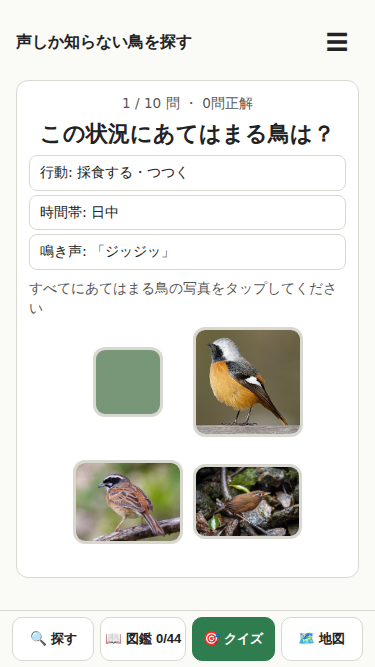 声しか知らない鳥を探す
☰
1 / 10 問 ・ 0問正解
この状況にあてはまる鳥は？
行動: 採食する・つつく
時間帯: 日中
鳴き声: 「ジッジッ」
すべてにあてはまる鳥の写真をタップしてくださ
い
🔍 探す
📖 図鑑 0/44
🎯 クイズ
🗺️ 地図